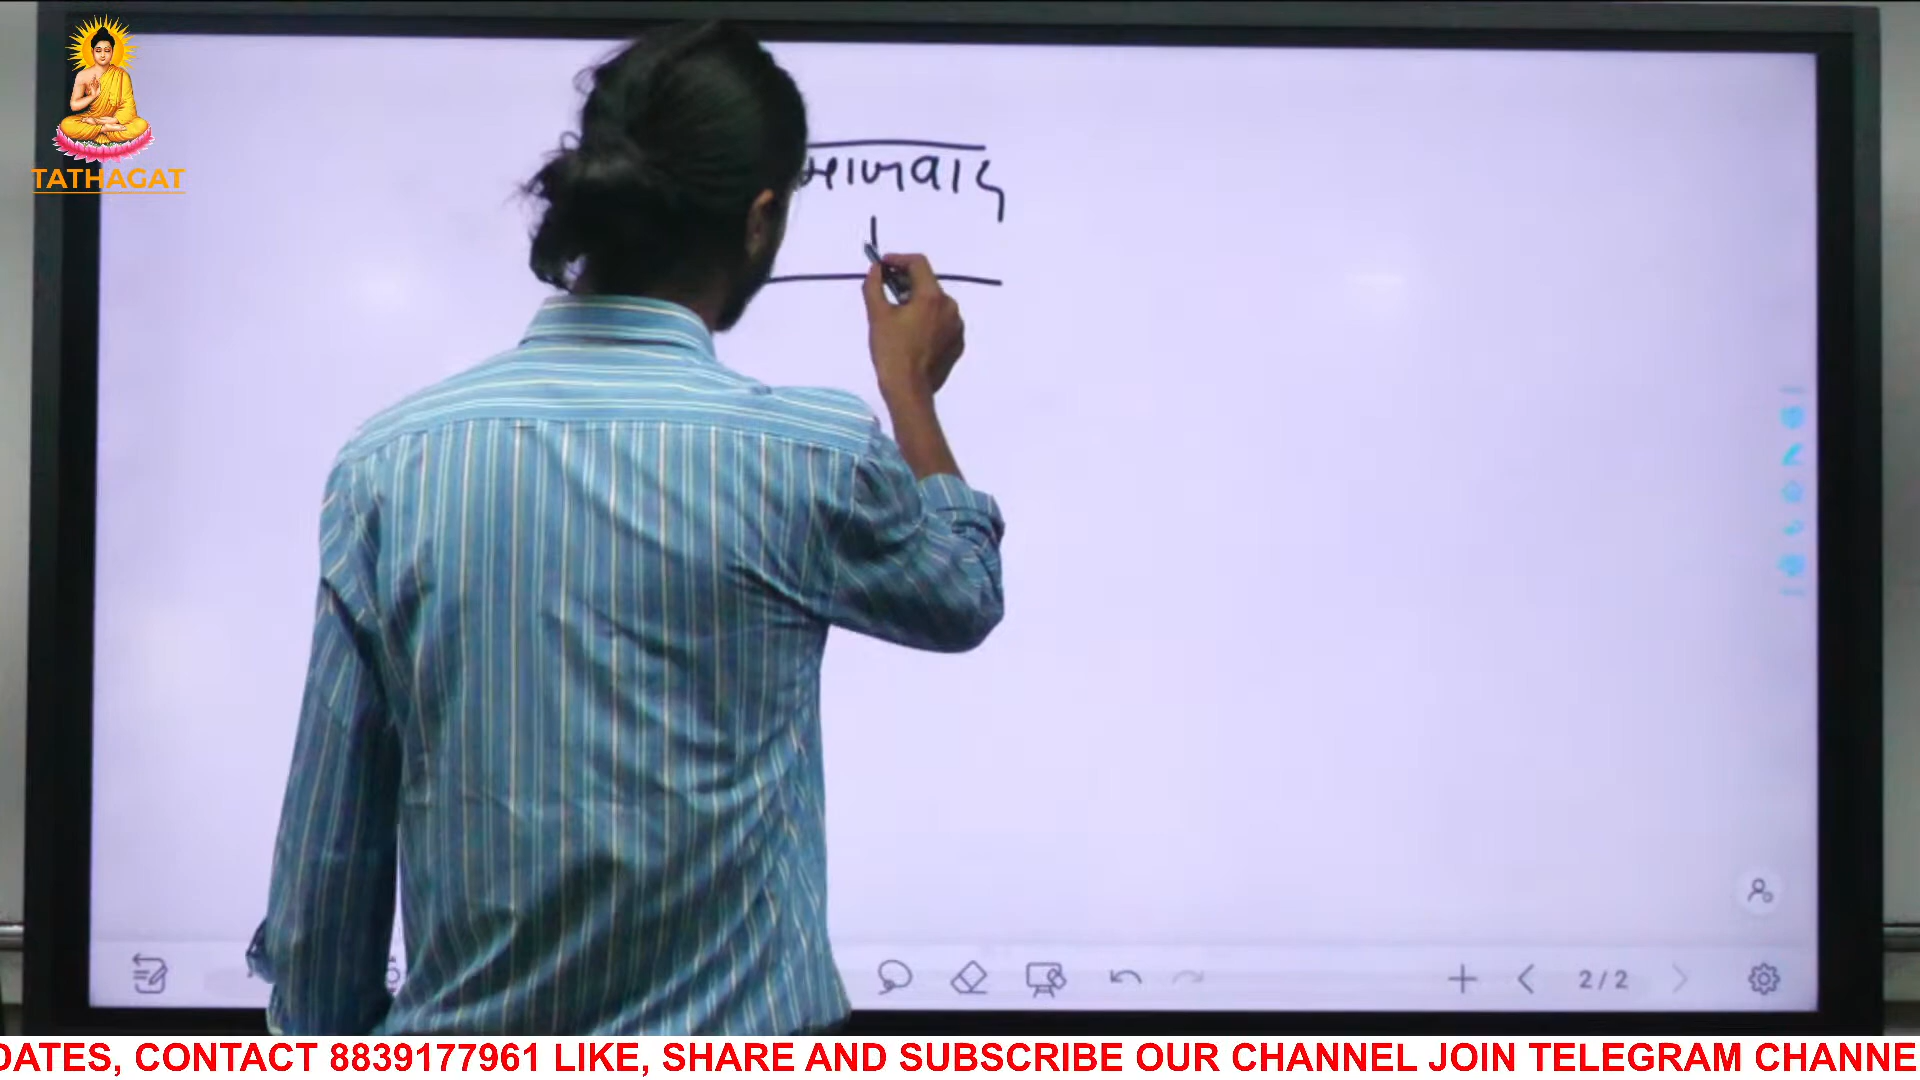 TATHAGAT
2/2
DATES, CONTACT 8839177961 LIKE, SHARE AND SUBSCRIBE OUR CHANNEL JOIN TELEGRAM CHANNE